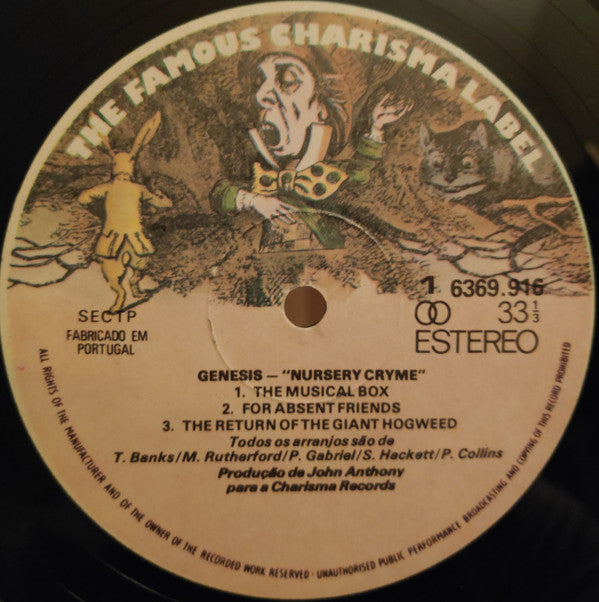 THE FAMOUS CHARISMA LABEL
SECTP
FABRICADO EM
PORTUGAL
1 6369.916
33 1/3
ESTEREO
GENESIS — "NURSERY CRYME"
1. THE MUSICAL BOX
2. FOR ABSENT FRIENDS
3. THE RETURN OF THE GIANT HOGWEED
Todos os arranjos são de
T. Banks/M. Rutherford/P. Gabriel/S. Hackett/P. Collins
Produção de John Anthony
para a Charisma Records
ALL RIGHTS OF THE MANUFACTURER AND OF THE OWNER OF THE RECORDED WORK RESERVED · UNAUTHORISED PUBLIC PERFORMANCE BROADCASTING AND COPYING OF THIS RECORD PROHIBITED